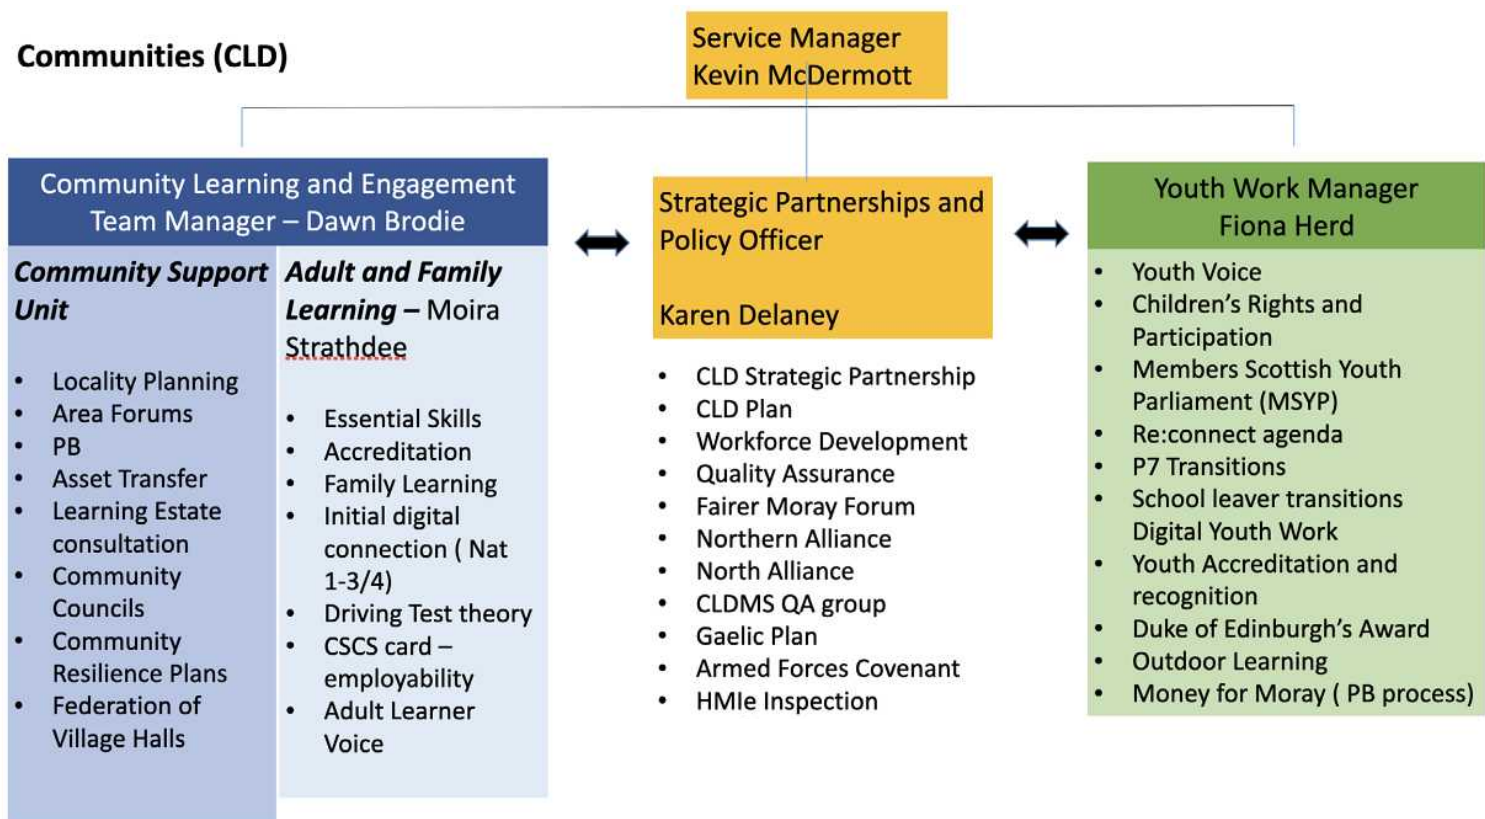 Communities (CLD)
Service Manager
Kevin McDermott
Community Learning and Engagement
Team Manager – Dawn Brodie
Community Support
Unit
• Locality Planning
• Area Forums
• PB
• Asset Transfer
• Learning Estate
consultation
• Community
Councils
• Community
Resilience Plans
• Federation of
Village Halls
Adult and Family
Learning – Moira
Strathdee
• Essential Skills
• Accreditation
• Family Learning
• Initial digital
connection ( Nat
1-3/4)
• Driving Test theory
• CSCS card –
employability
• Adult Learner
Voice
Strategic Partnerships and
Policy Officer
Karen Delaney
• CLD Strategic Partnership
• CLD Plan
• Workforce Development
• Quality Assurance
• Fairer Moray Forum
• Northern Alliance
• North Alliance
• CLDMS QA group
• Gaelic Plan
• Armed Forces Covenant
• HMIe Inspection
Youth Work Manager
Fiona Herd
• Youth Voice
• Children’s Rights and
Participation
• Members Scottish Youth
Parliament (MSYP)
• Re:connect agenda
• P7 Transitions
• School leaver transitions
Digital Youth Work
• Youth Accreditation and
recognition
• Duke of Edinburgh’s Award
• Outdoor Learning
• Money for Moray ( PB process)